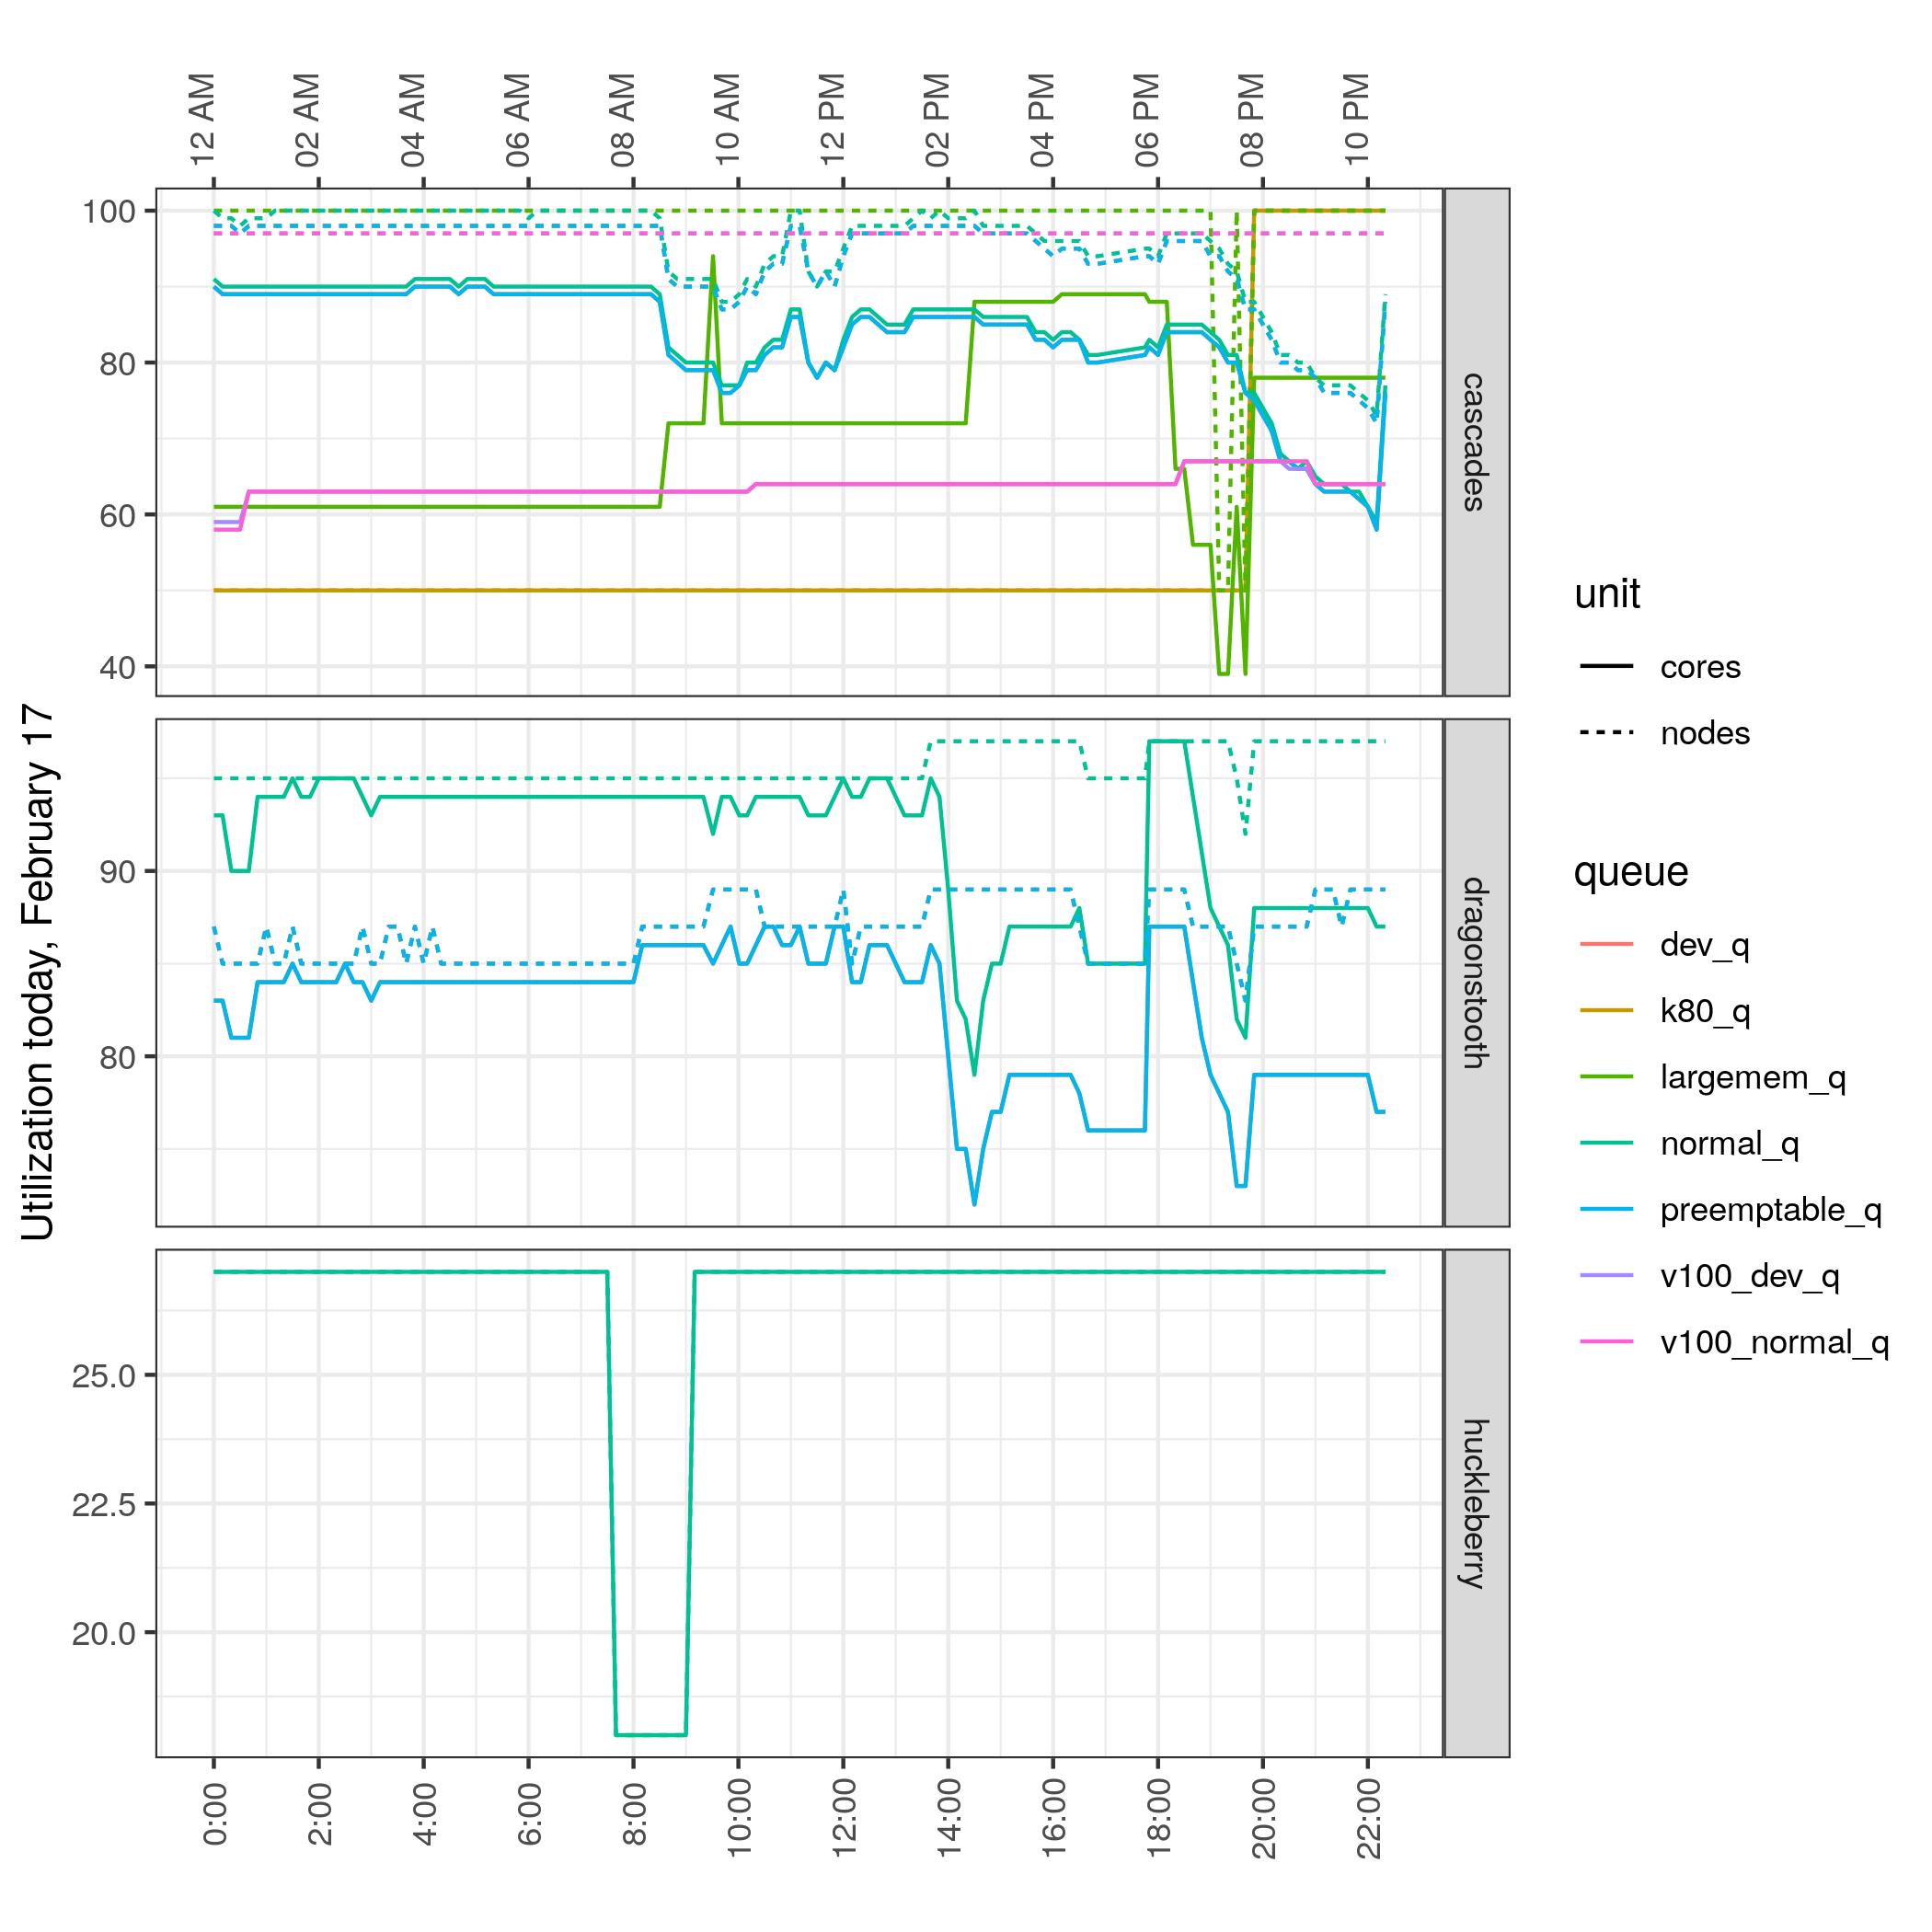 12 AM
02 AM
04 AM
06 AM
08 AM
10 AM
12 PM
02 PM
04 PM
06 PM
08 PM
10 PM
Utilization today, February 17
100
80
60
40
cascades
90
80
dragonstooth
25.0
22.5
20.0
huckleberry
0:00
2:00
4:00
6:00
8:00
10:00
12:00
14:00
16:00
18:00
20:00
22:00
unit
cores
nodes
queue
dev_q
k80_q
largemem_q
normal_q
preemptable_q
v100_dev_q
v100_normal_q